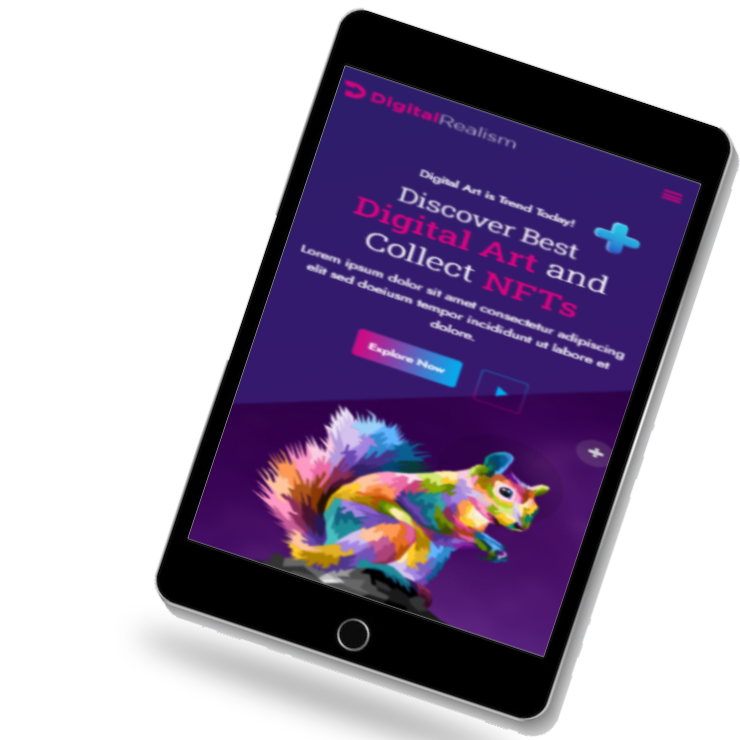 DigitalRealism
Digital Art is Trend Today!
Discover Best
Digital Art and
Collect NFTs
Lorem ipsum dolor sit amet consectetur adipiscing
elit sed doeiusm tempor incididunt ut labore et
dolore.
Explore Now